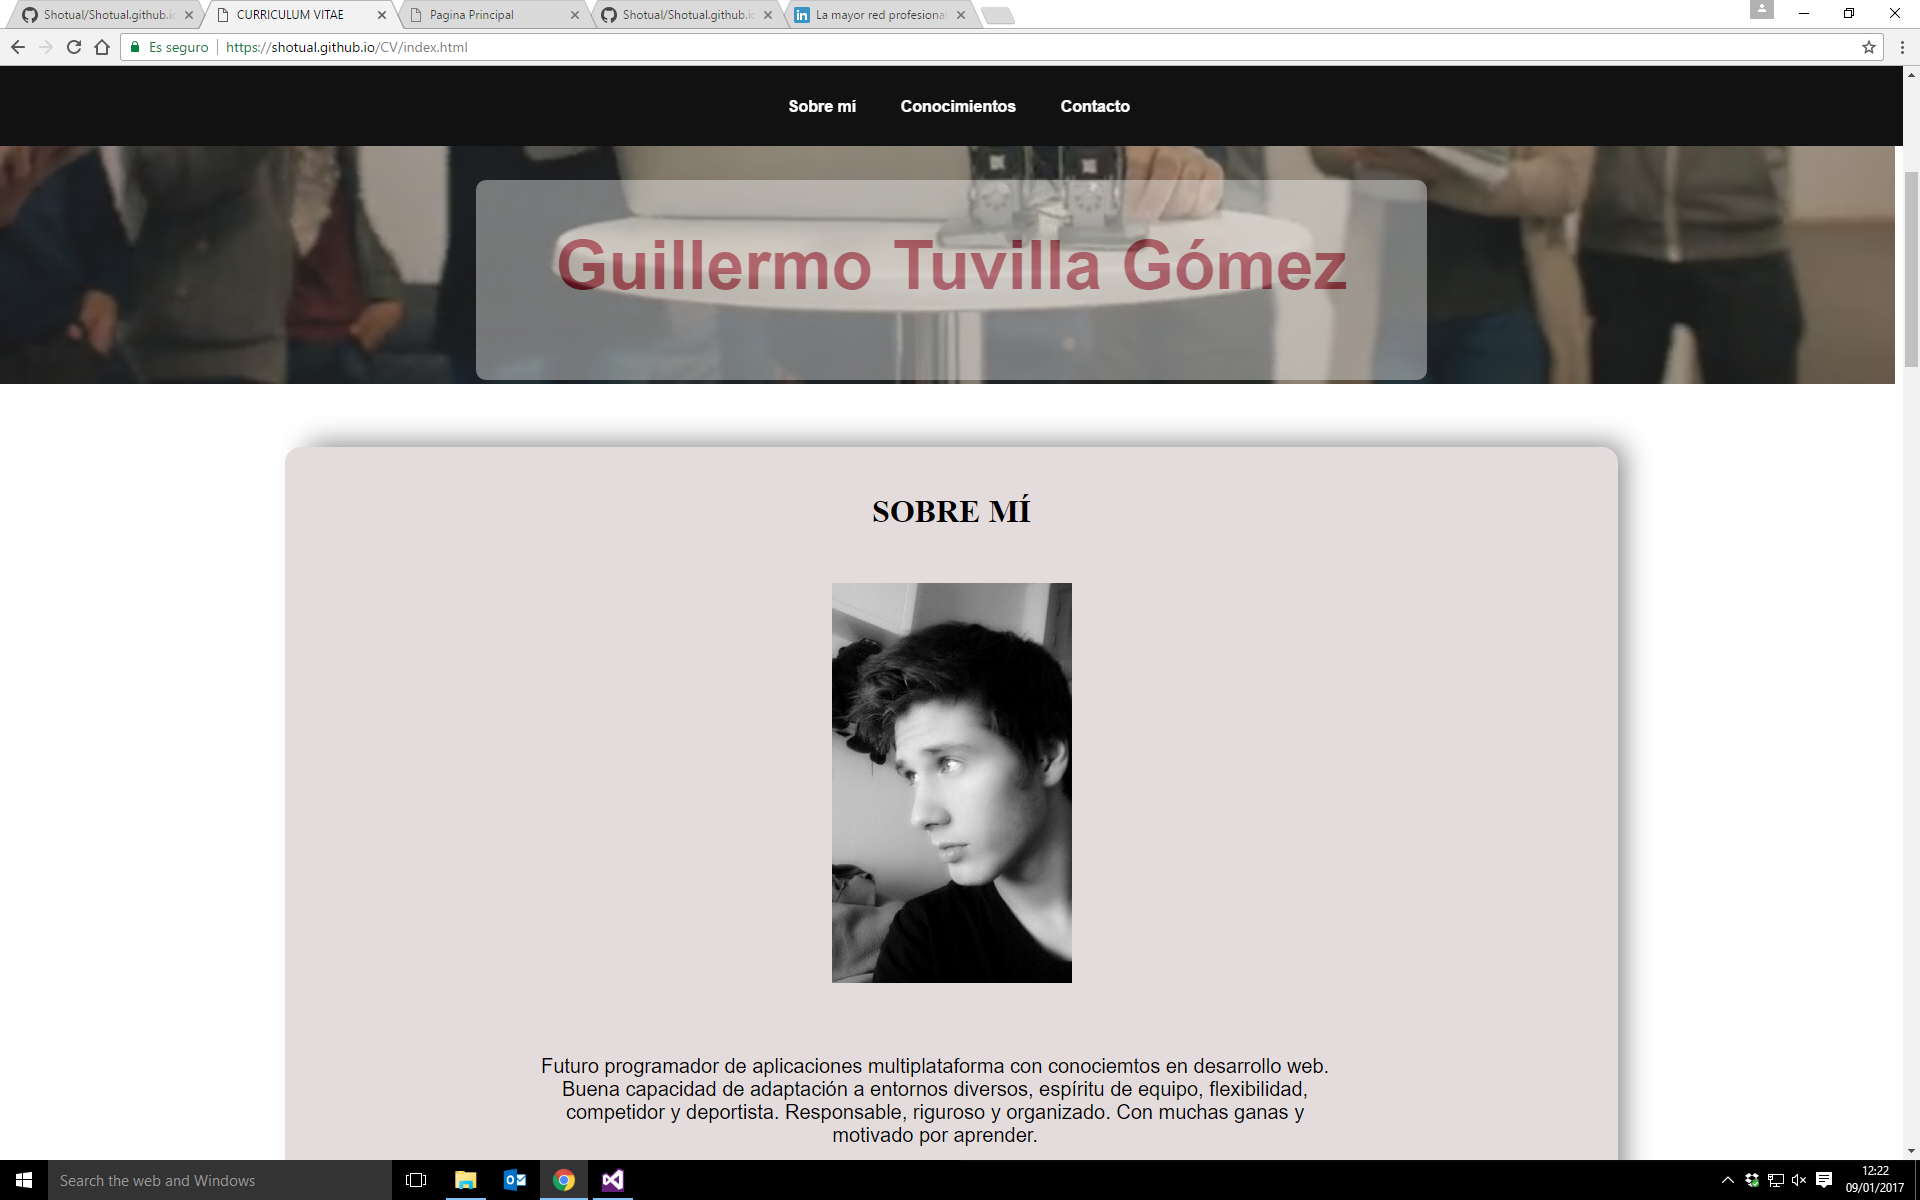 Shotual/Shotual.github.io
CURRICULUM VITAE
Pagina Principal
Shotual/Shotual.github.io
La mayor red profesional
Es seguro
https://shotual.github.io/CV/index.html
Sobre mí
Conocimientos
Contacto
Guillermo Tuvilla Gómez
SOBRE MÍ
Futuro programador de aplicaciones multiplataforma con conociemtos en desarrollo web.
Buena capacidad de adaptación a entornos diversos, espíritu de equipo, flexibilidad,
competidor y deportista. Responsable, riguroso y organizado. Con muchas ganas y
motivado por aprender.
Search the web and Windows
12:22
09/01/2017